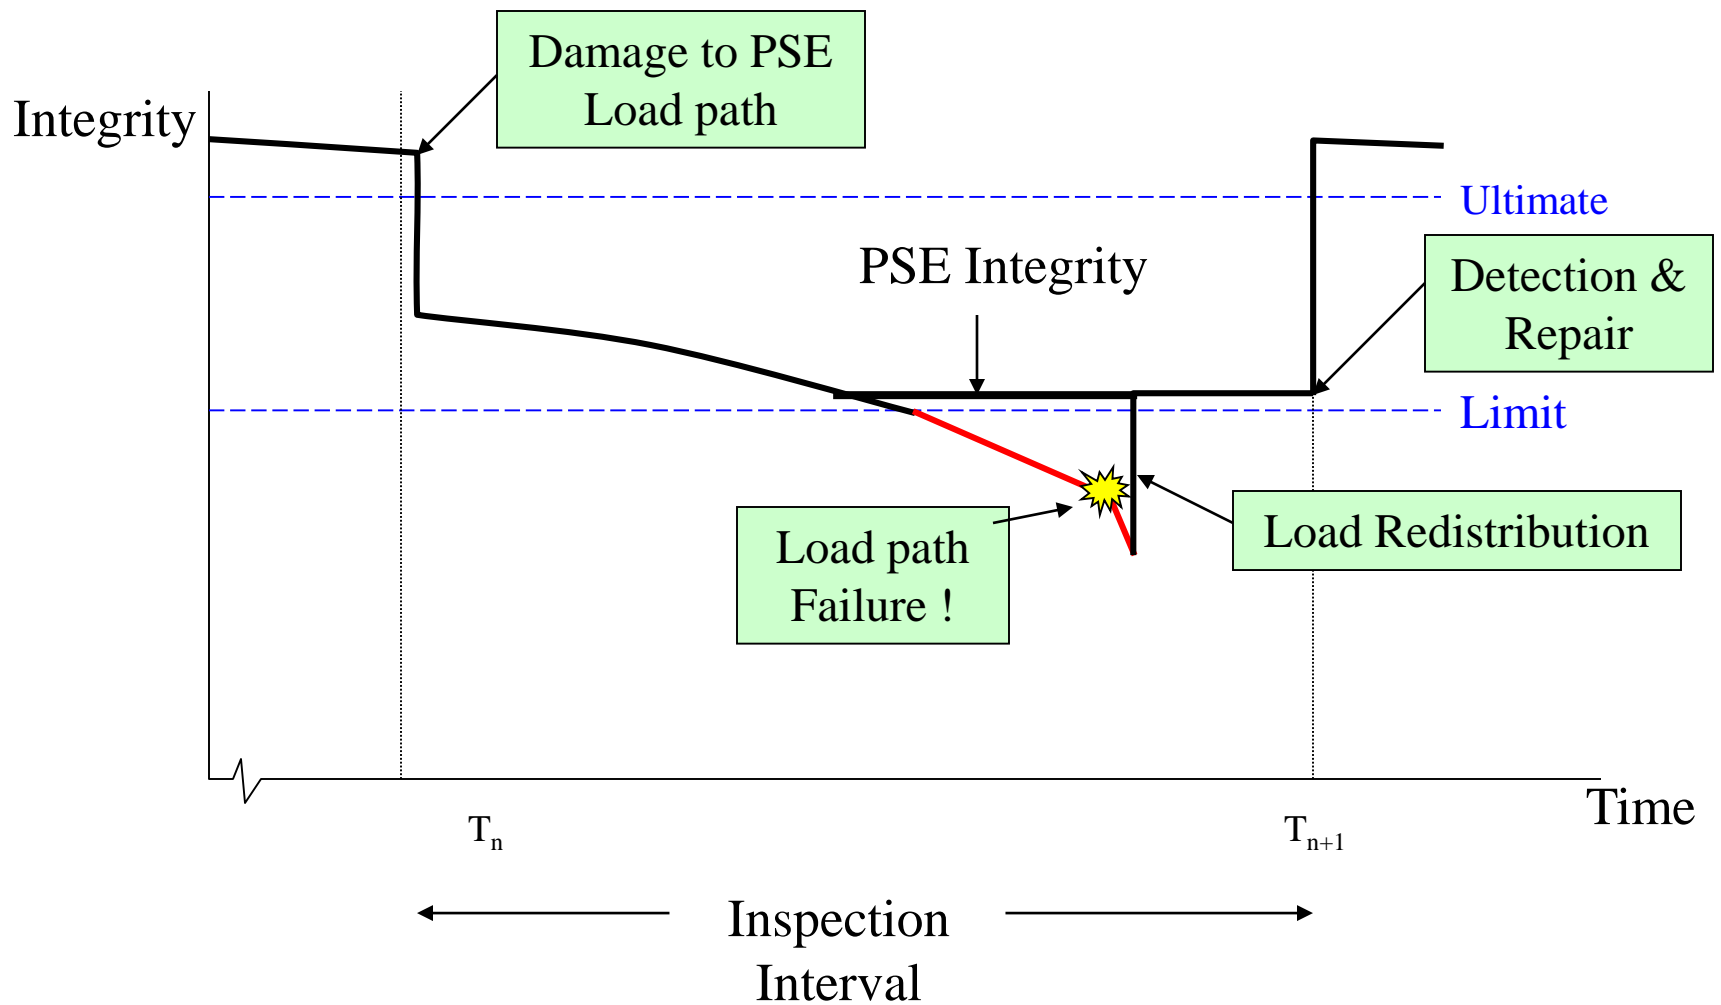 Damage to PSE
Load path
Integrity
Ultimate
PSE Integrity
Detection &
Repair
Limit
Load Redistribution
Load path
Failure !
Time
Tn
Tn+1
Inspection
Interval